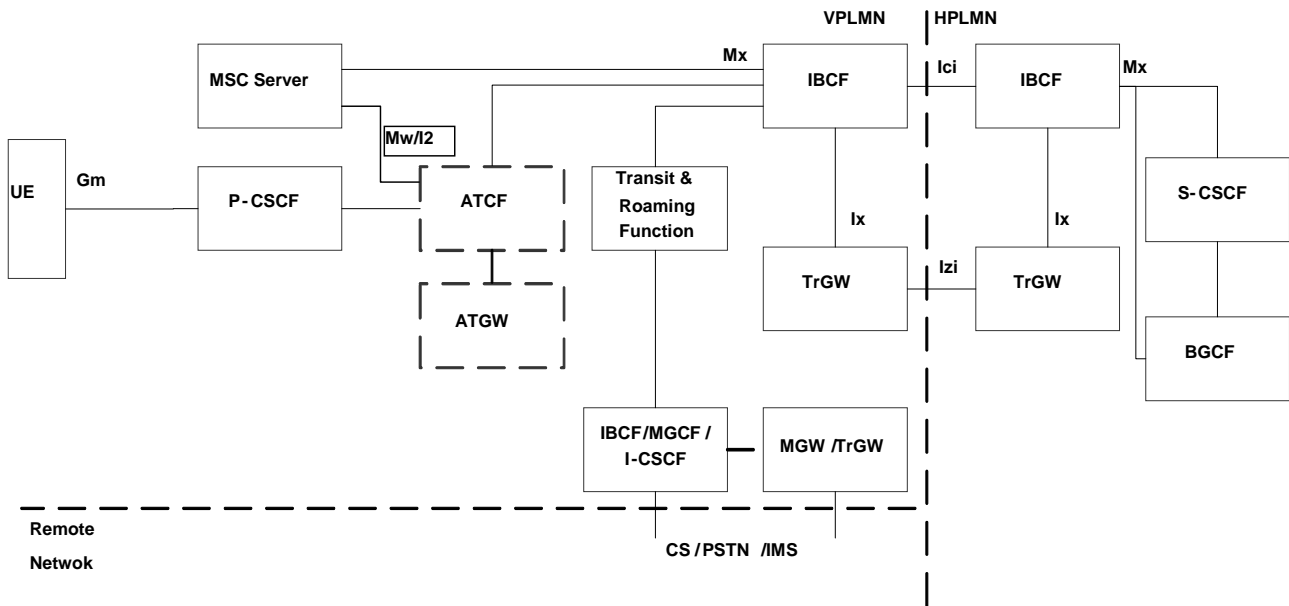 VPLMN
HPLMN
MSC Server
Mx
IBCF
Ici
IBCF
Mx
Mw/I2
UE
Gm
P-CSCF
ATCF
Transit &
Roaming
Function
Ix
Ix
S-CSCF
ATGW
TrGW
Izi
TrGW
BGCF
IBCF/MGCF/
I-CSCF
MGW/TrGW
Remote
Netwok
CS/PSTN/IMS